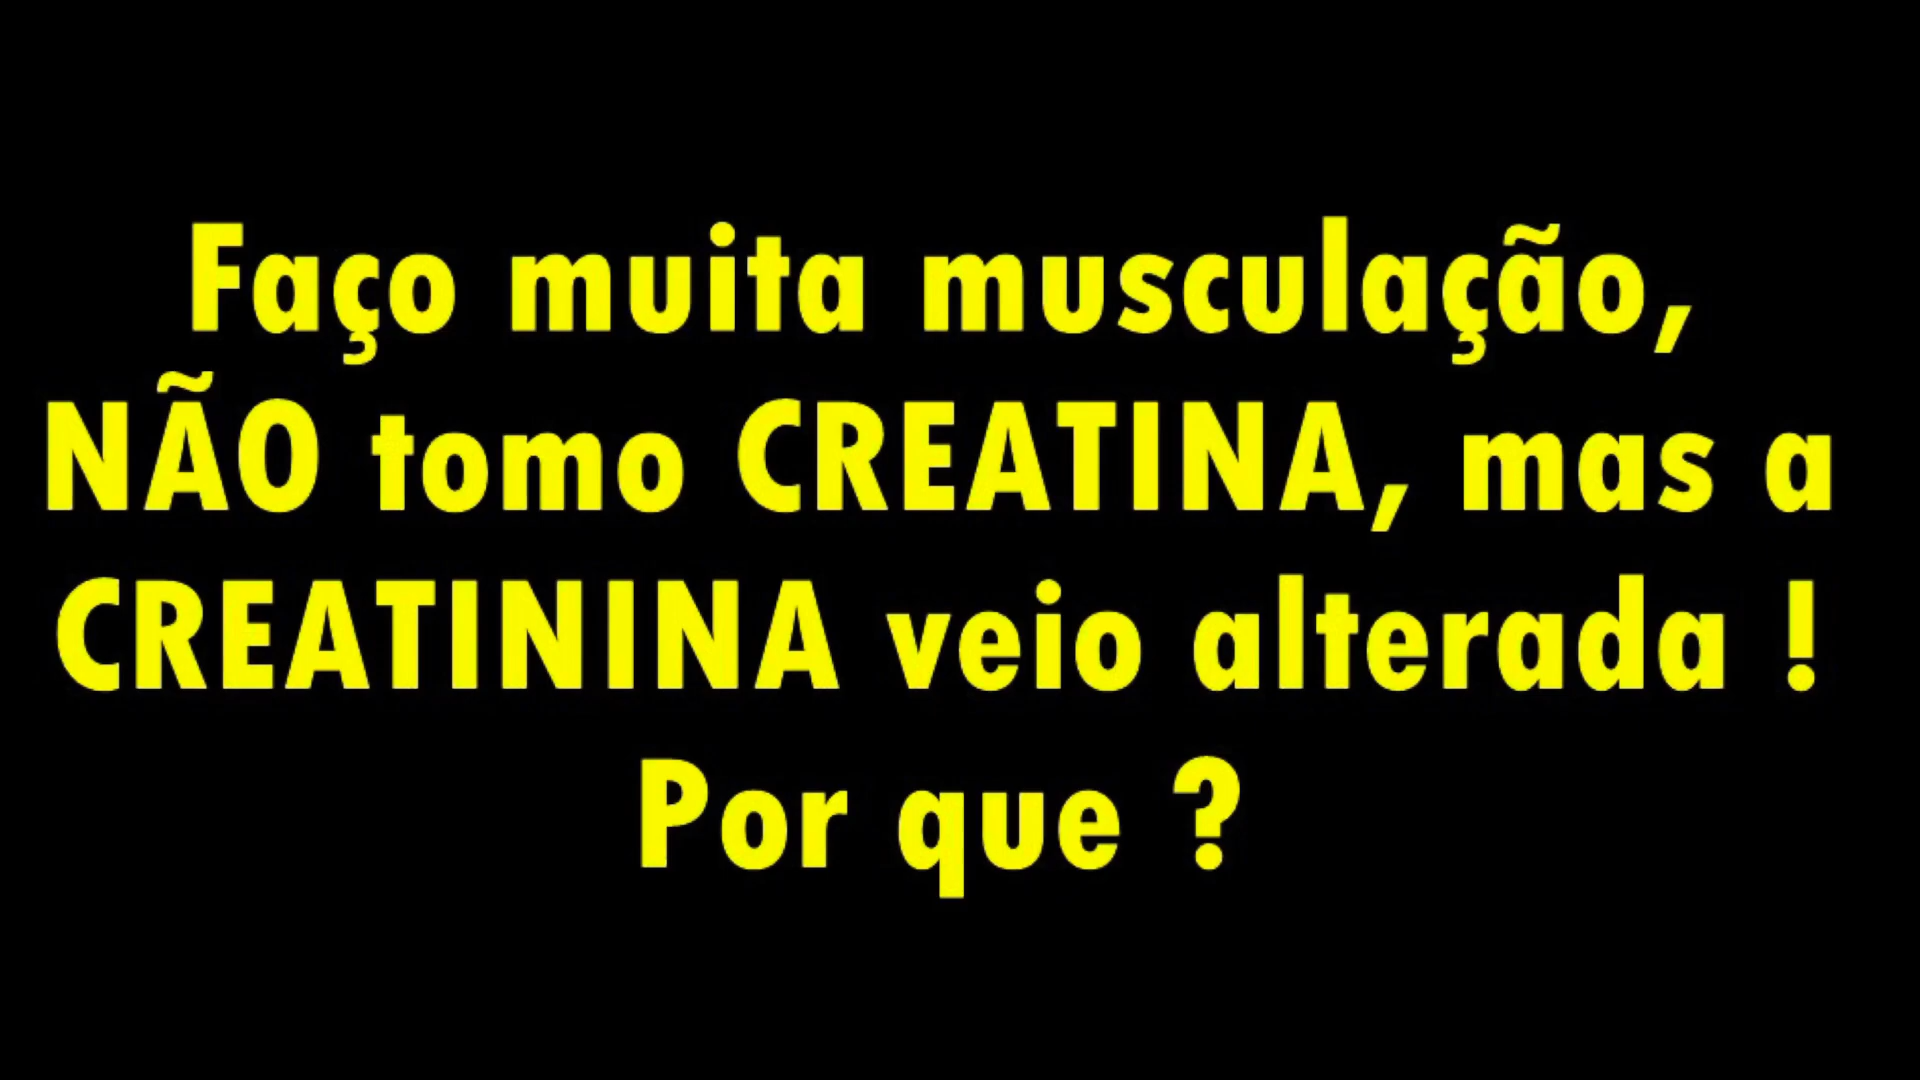 Faço muita musculação,
NÃO tomo CREATINA, mas a
CREATININA veio alterada !
Por que ?